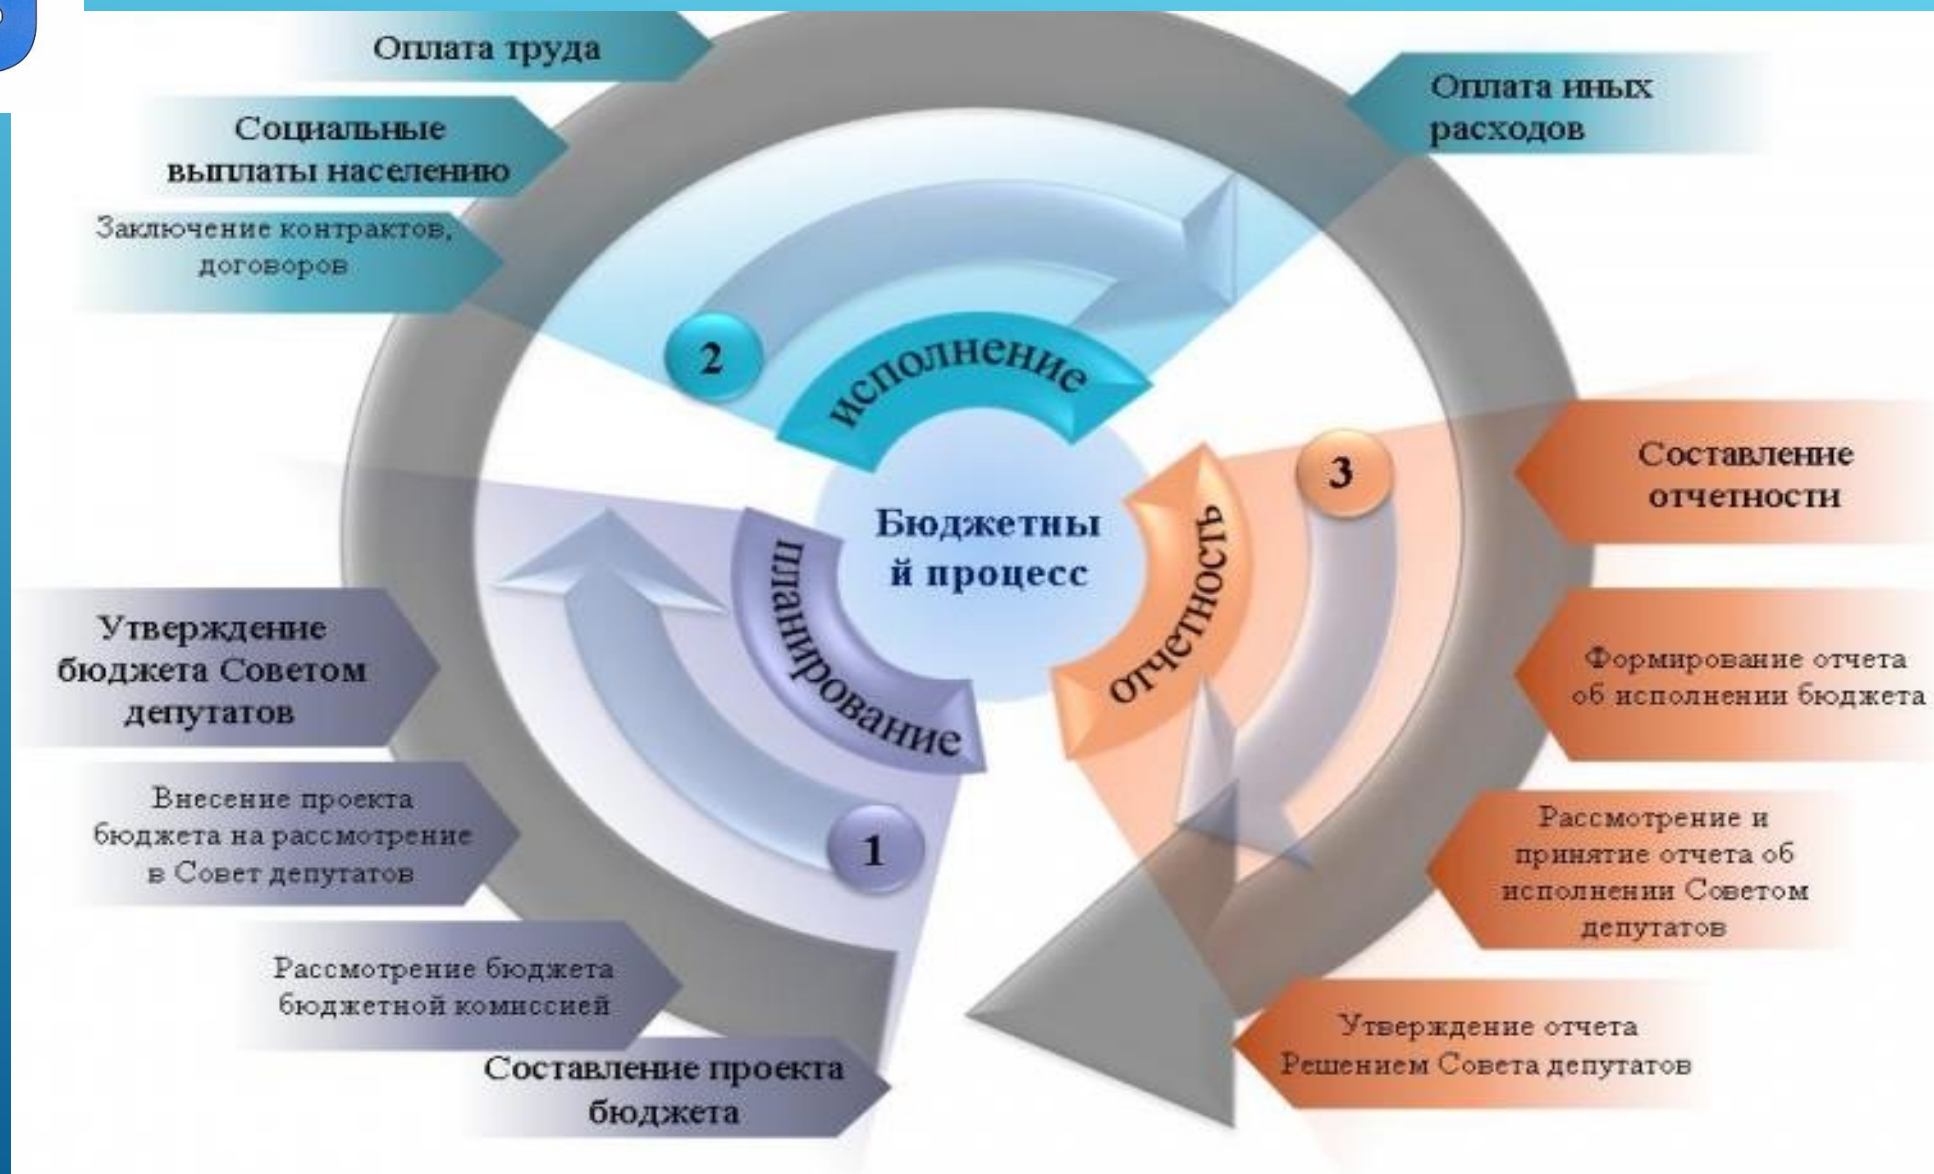 Оплата труда
Социальные
выплаты населению
Заключение контрактов,
договоров
Оплата иных
расходов
2
исполнение
Бюджетны
й процесс
3
отчетность
Составление
отчетности
Формирование отчета
об исполнении бюджета
Рассмотрение и
принятие отчета об
исполнении Советом
депутатов
Утверждение отчета
Решением Совета депутатов
планирование
1
Утверждение
бюджета Советом
депутатов
Внесение проекта
бюджета на рассмотрение
в Совет депутатов
Рассмотрение бюджета
бюджетной комиссией
Составление проекта
бюджета